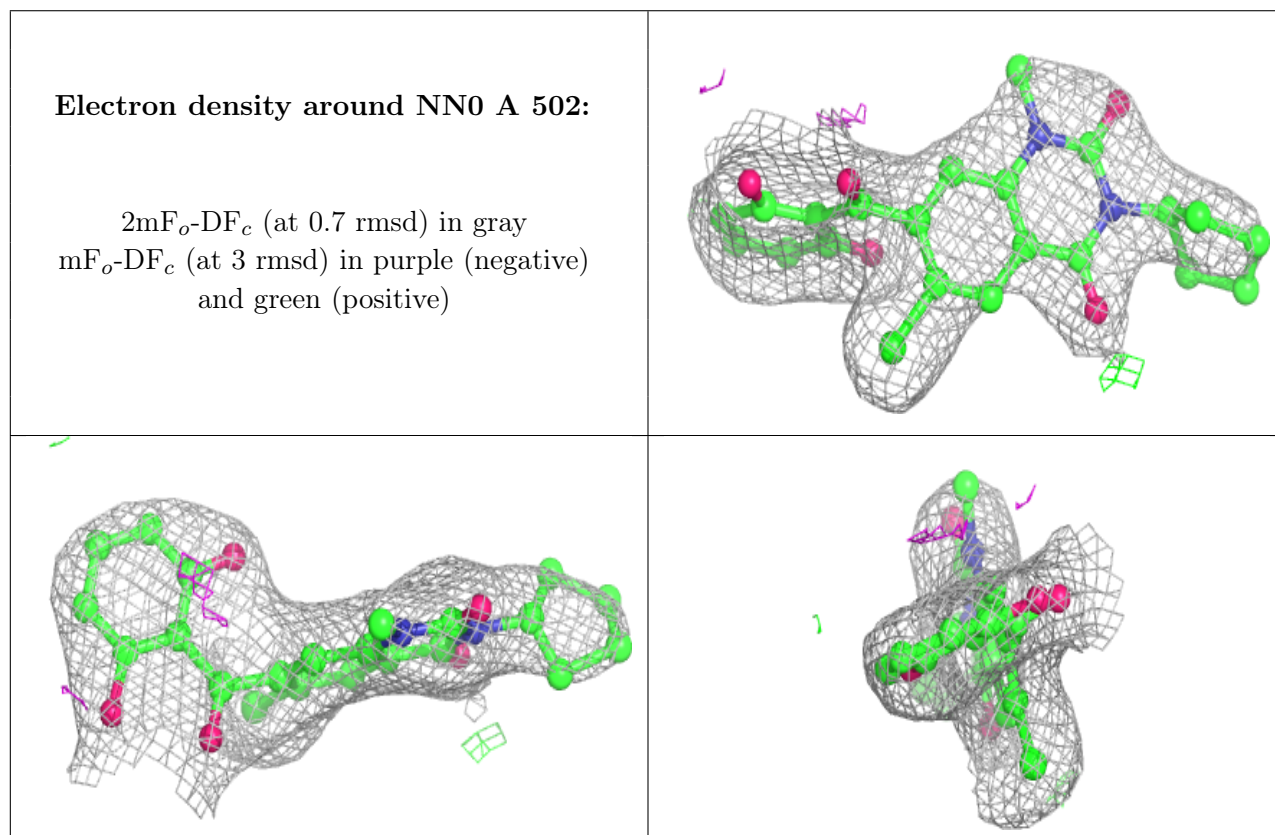 Electron density around NN0 A 502:
2mFo-DFc (at 0.7 rmsd) in gray
mFo-DFc (at 3 rmsd) in purple (negative)
and green (positive)